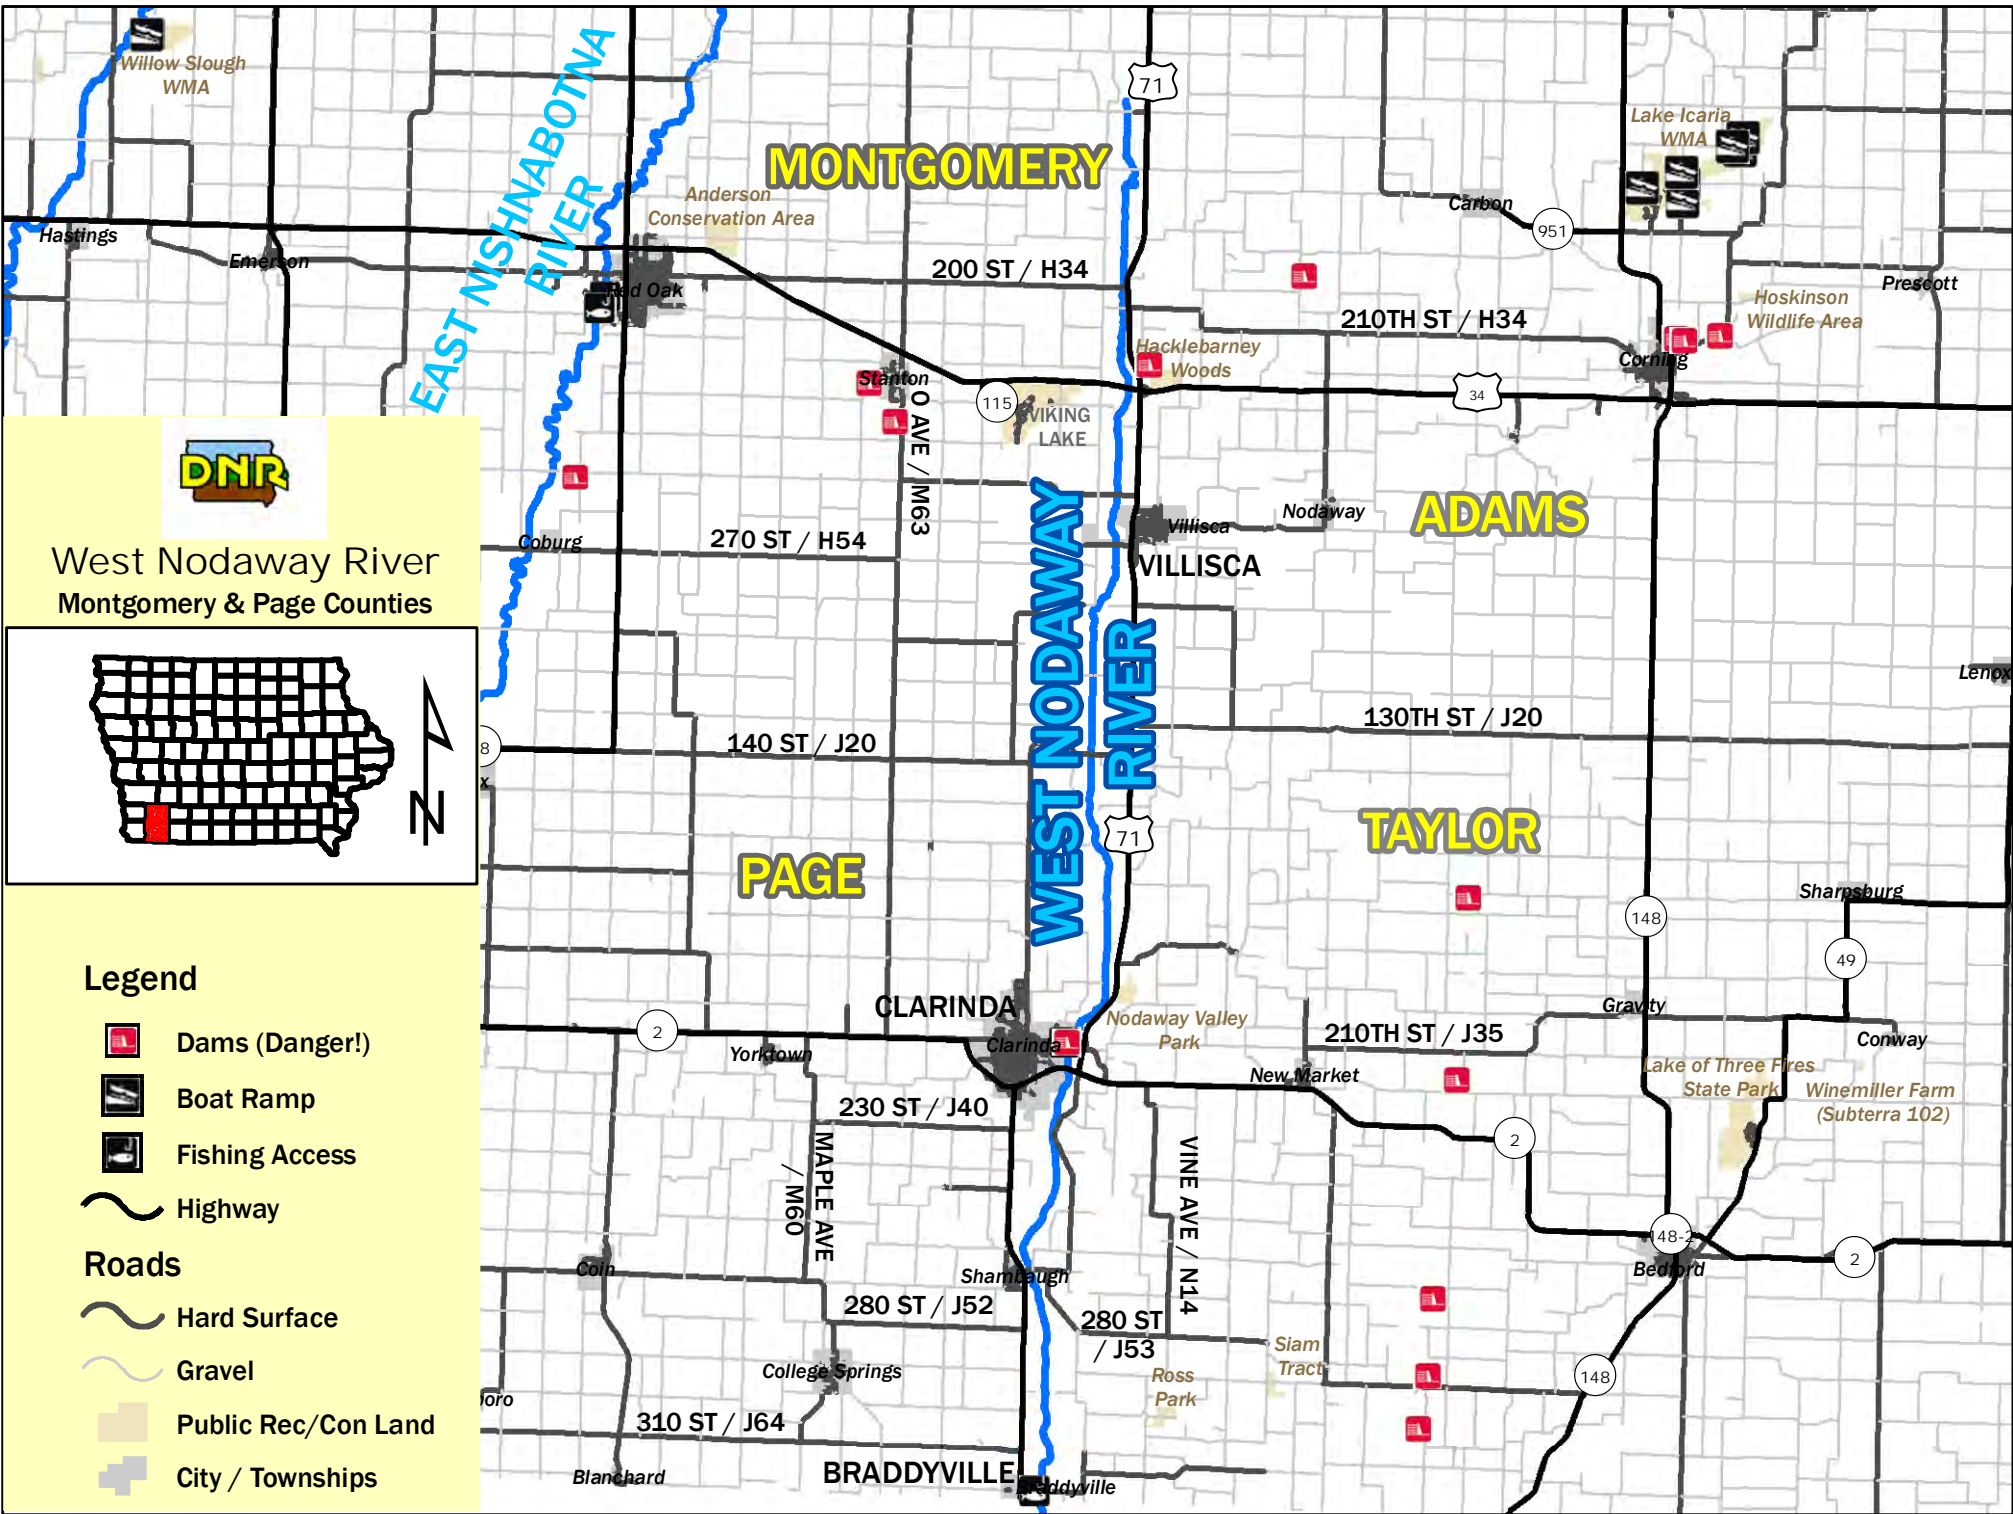 Willow Slough
WMA
EAST NISHNABOTNA
RIVER
71
MONTGOMERY
Anderson
Conservation Area
Lake Icaria
WMA
Carbon
951
Hastings
Emerson
Red Oak
200 ST / H34
210TH ST / H34
Prescott
Hoskinson
Wildlife Area
Hacklebarney
Woods
Corning
Stanton
115
VIKING
LAKE
34
O AVE / M63
DNR
West Nodaway River
Montgomery & Page Counties
N
Coburg
270 ST / H54
Villisca
VILLISCA
Nodaway
ADAMS
WEST NODAWAY
RIVER
Lenox
8
x
140 ST / J20
130TH ST / J20
71
PAGE
TAYLOR
Sharpsburg
148
49
CLARINDA
Clarinda
Nodaway Valley
Park
2
Yorktown
Gravity
210TH ST / J35
Conway
New Market
Lake of Three Fires
State Park
Winemiller Farm
(Subterra 102)
230 ST / J40
MAPLE AVE
/ M60
VINE AVE / N14
2
148-2
Bedford
2
Coin
Shambaugh
280 ST / J52
280 ST
/ J53
Siam
Tract
Ross
Park
College Springs
148
oro
310 ST / J64
BRADDYVILLE
Braddyville
Blanchard
Legend
Dams (Danger!)
Boat Ramp
Fishing Access
Highway
Roads
Hard Surface
Gravel
Public Rec/Con Land
City / Townships